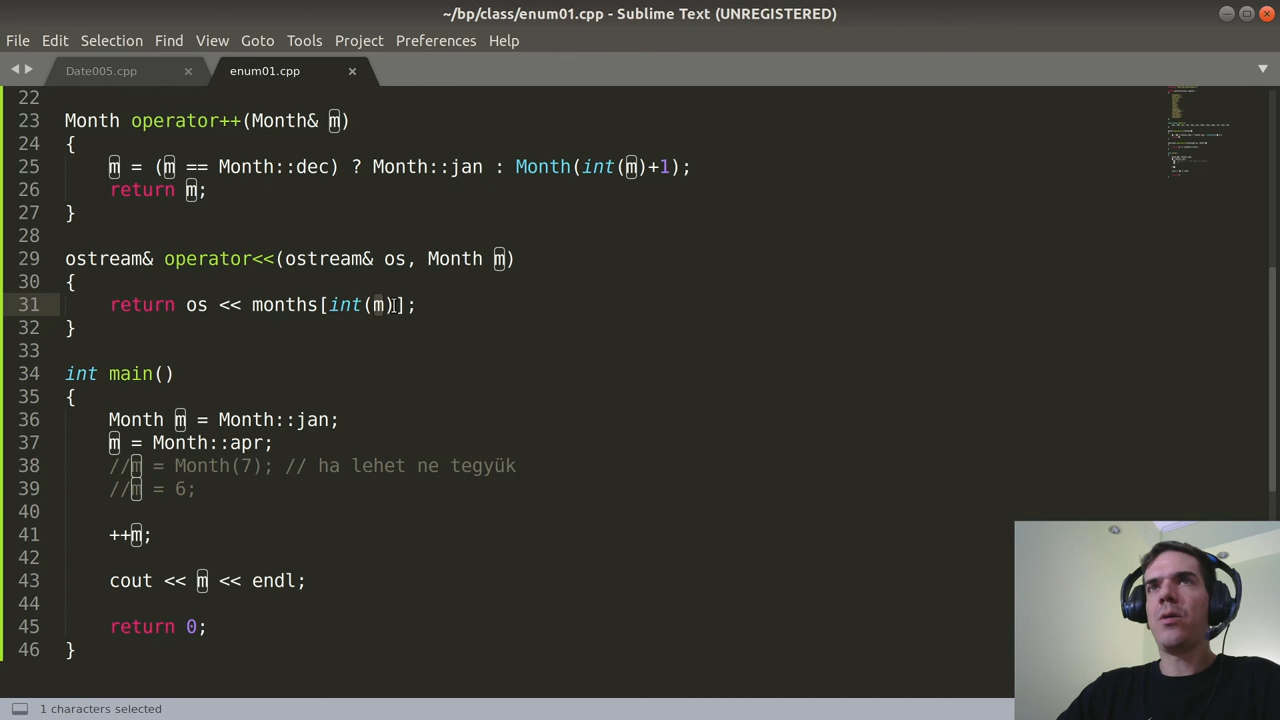 ~/bp/class/enum01.cpp - Sublime Text (UNREGISTERED)
File Edit Selection Find View Goto Tools Project Preferences Help
Date005.cpp × enum01.cpp ×
22
23 Month operator++(Month& m)
24 {
25 m = (m == Month::dec) ? Month::jan : Month(int(m)+1);
26 return m;
27 }
28
29 ostream& operator<<(ostream& os, Month m)
30 {
31 return os << months[int(m)];
32 }
33
34 int main()
35 {
36 Month m = Month::jan;
37 m = Month::apr;
38 //m = Month(7); // ha lehet ne tegyük
39 //m = 6;
40
41 ++m;
42
43 cout << m << endl;
44
45 return 0;
46 }
1 characters selected